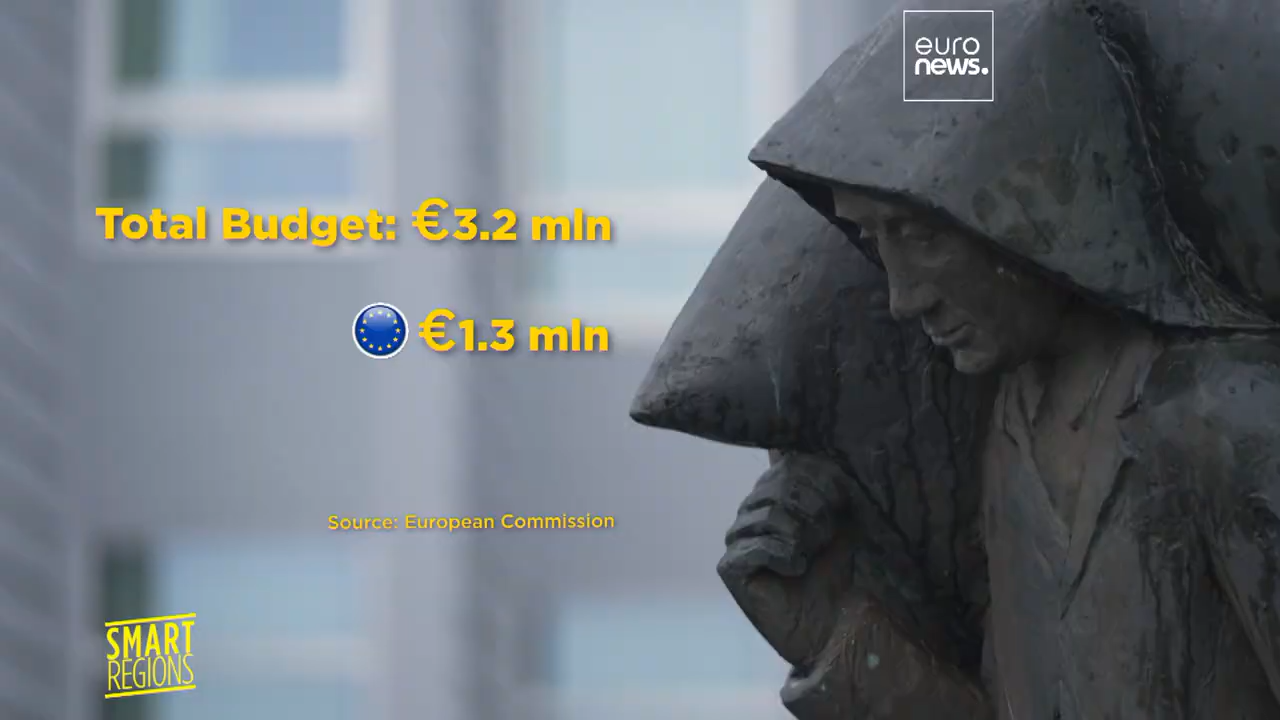 euro
news.
Total Budget: €3.2 mln
€1.3 mln
Source: European Commission
SMART
REGIONS